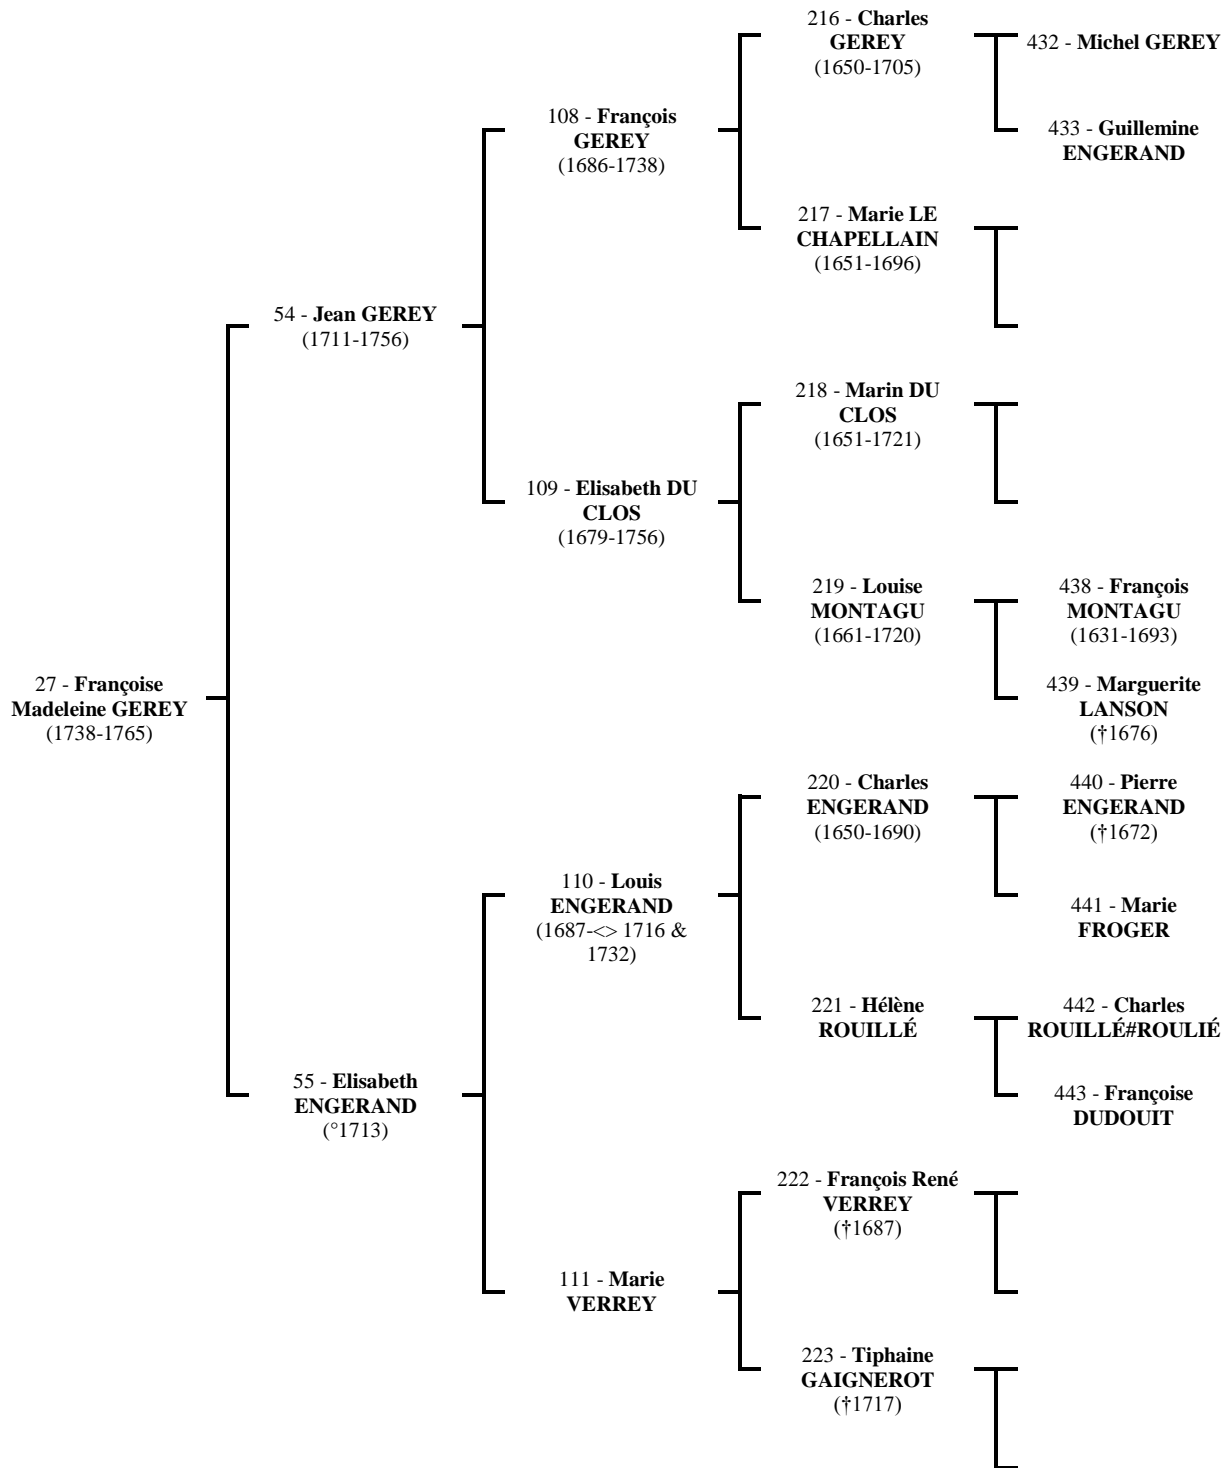 216 - Charles
GEREY
(1650-1705)
432 - Michel GEREY
108 - François
GEREY
(1686-1738)
433 - Guillemine
ENGERAND
217 - Marie LE
CHAPELLAIN
(1651-1696)
54 - Jean GEREY
(1711-1756)
218 - Marin DU
CLOS
(1651-1721)
109 - Elisabeth DU
CLOS
(1679-1756)
219 - Louise
MONTAGU
(1661-1720)
438 - François
MONTAGU
(1631-1693)
27 - Françoise
Madeleine GEREY
(1738-1765)
439 - Marguerite
LANSON
(†1676)
220 - Charles
ENGERAND
(1650-1690)
440 - Pierre
ENGERAND
(†1672)
110 - Louis
ENGERAND
(1687-<> 1716 &
1732)
441 - Marie
FROGER
221 - Hélène
ROUILLÉ
442 - Charles
ROUILLÉ#ROULIÉ
55 - Elisabeth
ENGERAND
(°1713)
443 - Françoise
DUDOUIT
222 - François René
VERREY
(†1687)
111 - Marie
VERREY
223 - Tiphaine
GAIGNEROT
(†1717)